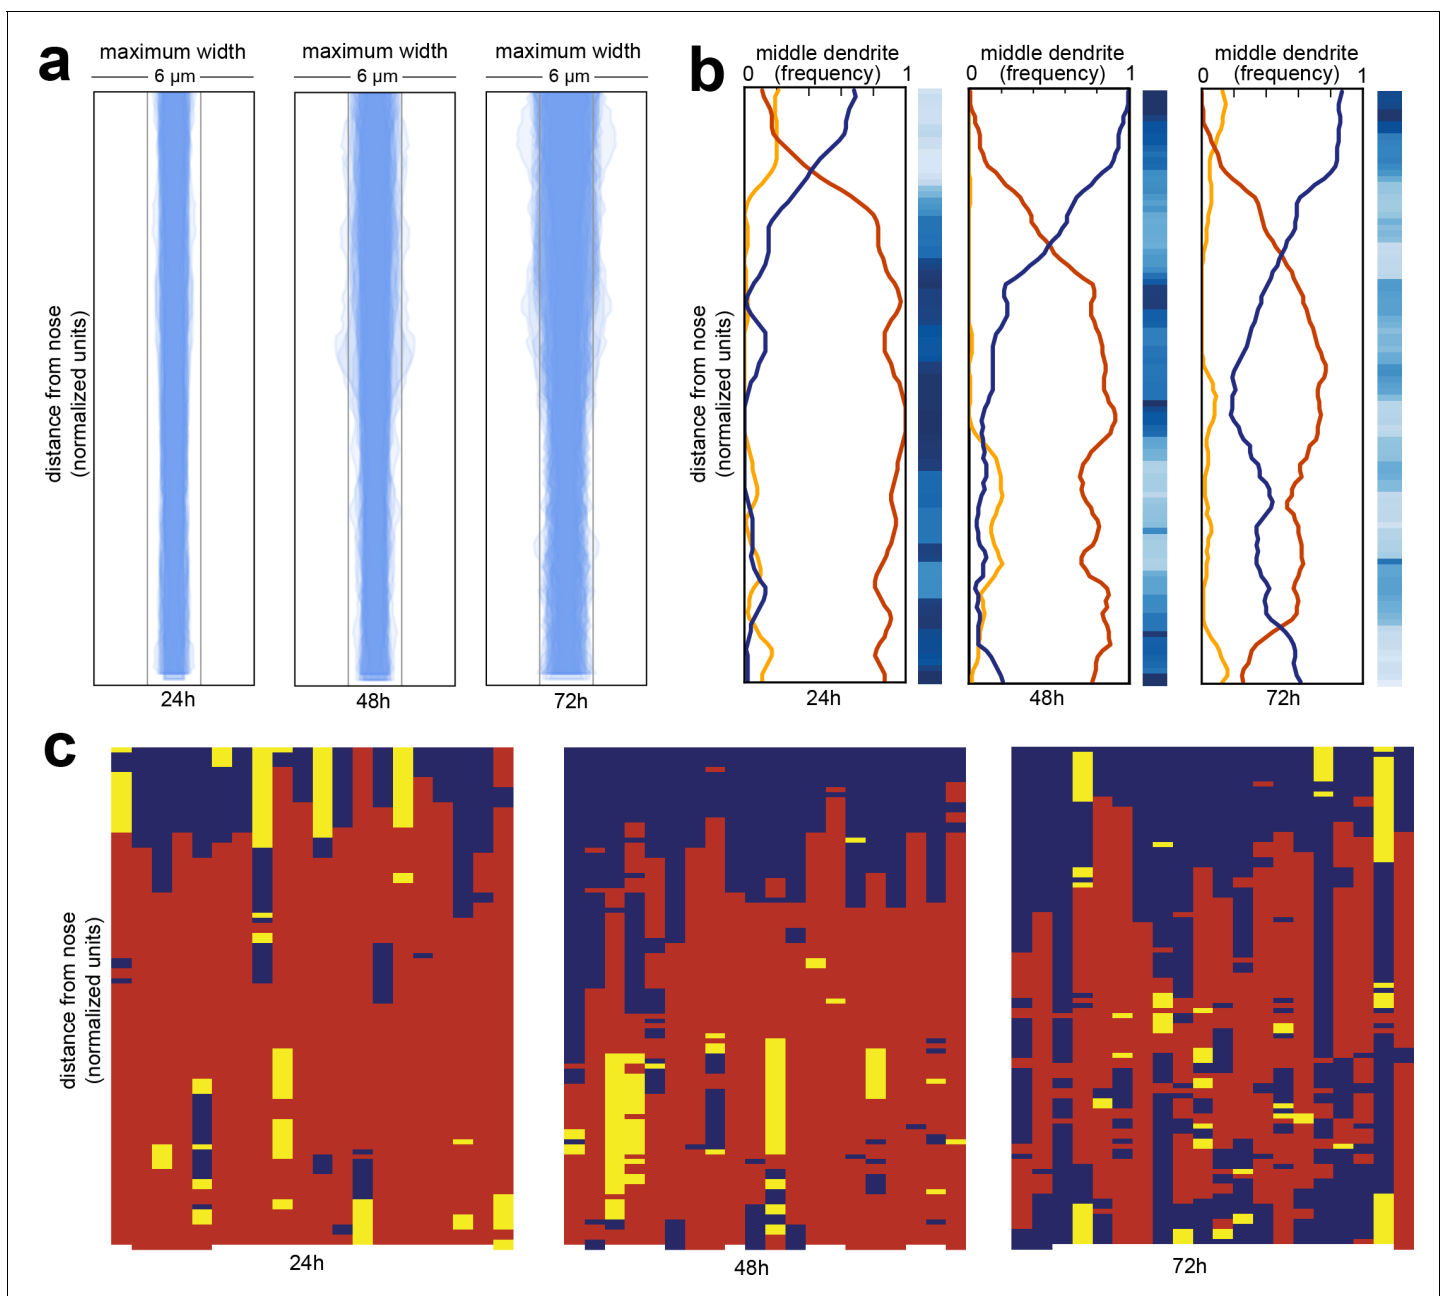 a
maximum width
6 µm
maximum width
6 µm
maximum width
6 µm
distance from nose
(normalized units)
24h
48h
72h
b
middle dendrite
0 (frequency) 1
middle dendrite
0 (frequency) 1
middle dendrite
0 (frequency) 1
distance from nose
(normalized units)
24h
48h
72h
c
distance from nose
(normalized units)
24h
48h
72h